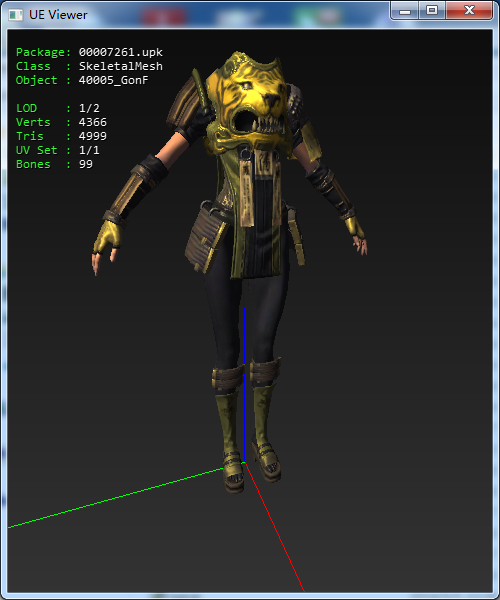 UE Viewer
Package: 00007261.upk
Class : SkeletalMesh
Object : 40005_GonF
LOD : 1/2
Verts : 4366
Tris : 4999
UV Set : 1/1
Bones : 99